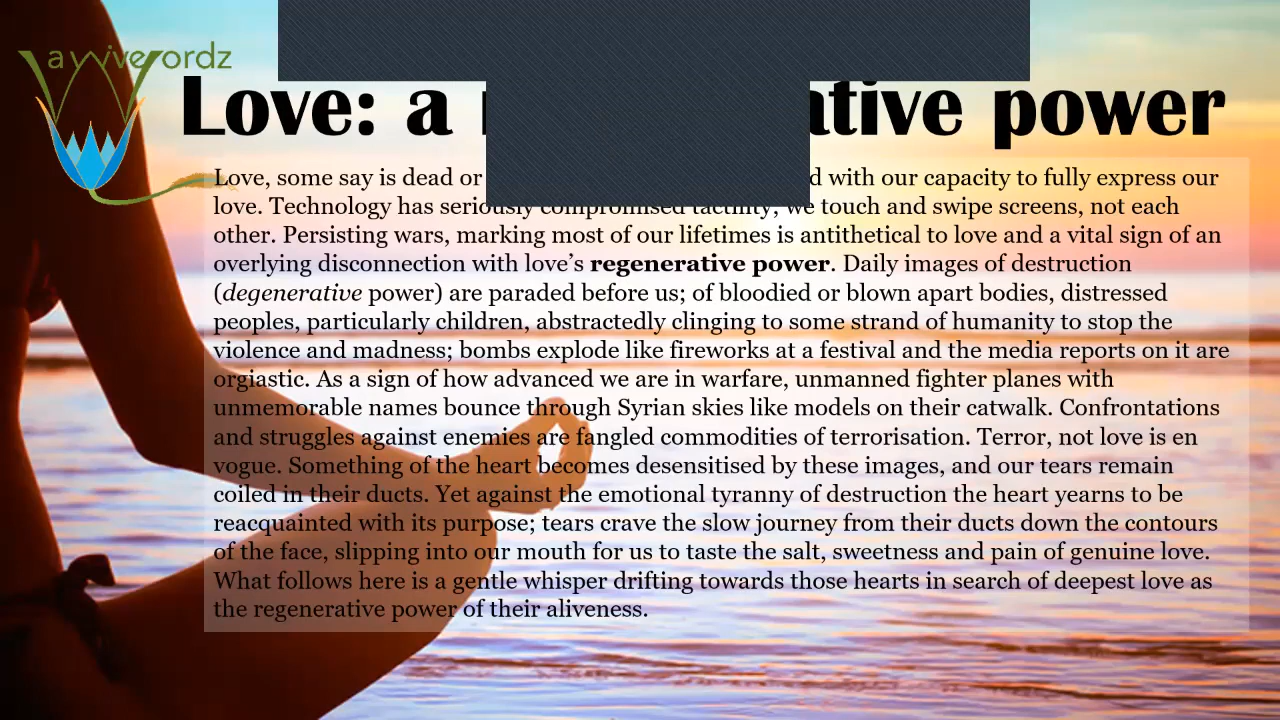 ayviyewordz
Love: a ative power
Love, some say is dead or d with our capacity to fully express our
love. Technology has seriously compromised tactility, we touch and swipe screens, not each
other. Persisting wars, marking most of our lifetimes is antithetical to love and a vital sign of an
overlying disconnection with love’s regenerative power. Daily images of destruction
(degenerative power) are paraded before us; of bloodied or blown apart bodies, distressed
peoples, particularly children, abstractedly clinging to some strand of humanity to stop the
violence and madness; bombs explode like fireworks at a festival and the media reports on it are
orgiastic. As a sign of how advanced we are in warfare, unmanned fighter planes with
unmemorable names bounce through Syrian skies like models on their catwalk. Confrontations
and struggles against enemies are fangled commodities of terrorisation. Terror, not love is en
vogue. Something of the heart becomes desensitised by these images, and our tears remain
coiled in their ducts. Yet against the emotional tyranny of destruction the heart yearns to be
reacquainted with its purpose; tears crave the slow journey from their ducts down the contours
of the face, slipping into our mouth for us to taste the salt, sweetness and pain of genuine love.
What follows here is a gentle whisper drifting towards those hearts in search of deepest love as
the regenerative power of their aliveness.